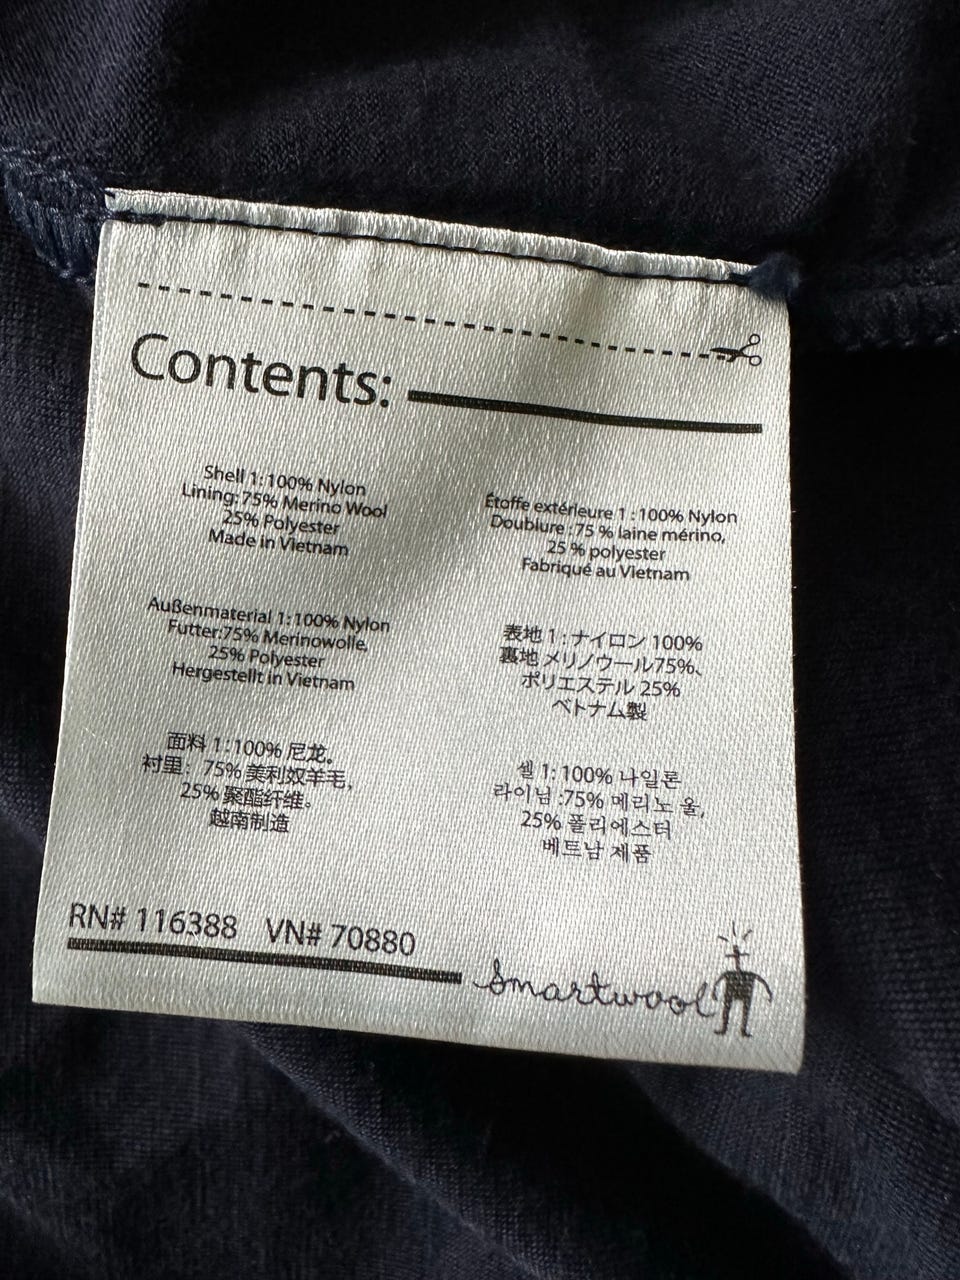 Contents:
Shell 1:100% Nylon
Lining:75% Merino Wool
25% Polyester
Made in Vietnam
Étoffe extérieure 1 : 100% Nylon
Doublure : 75 % laine mérino,
25 % polyester
Fabriqué au Vietnam
Außenmaterial 1:100% Nylon
Futter:75% Merinowolle,
25% Polyester
Hergestellt in Vietnam
表地 1 : ナイロン 100%
裏地 メリノウール75%、
ポリエステル 25%
ベトナム製
面料 1:100% 尼龙。
衬里：75% 美利奴羊毛，
25% 聚酯纤维。
越南制造
쉘 1: 100% 나일론
라이닝 :75% 메리노 울,
25% 폴리에스터
베트남 제품
RN# 116388 VN# 70880
Smartwool